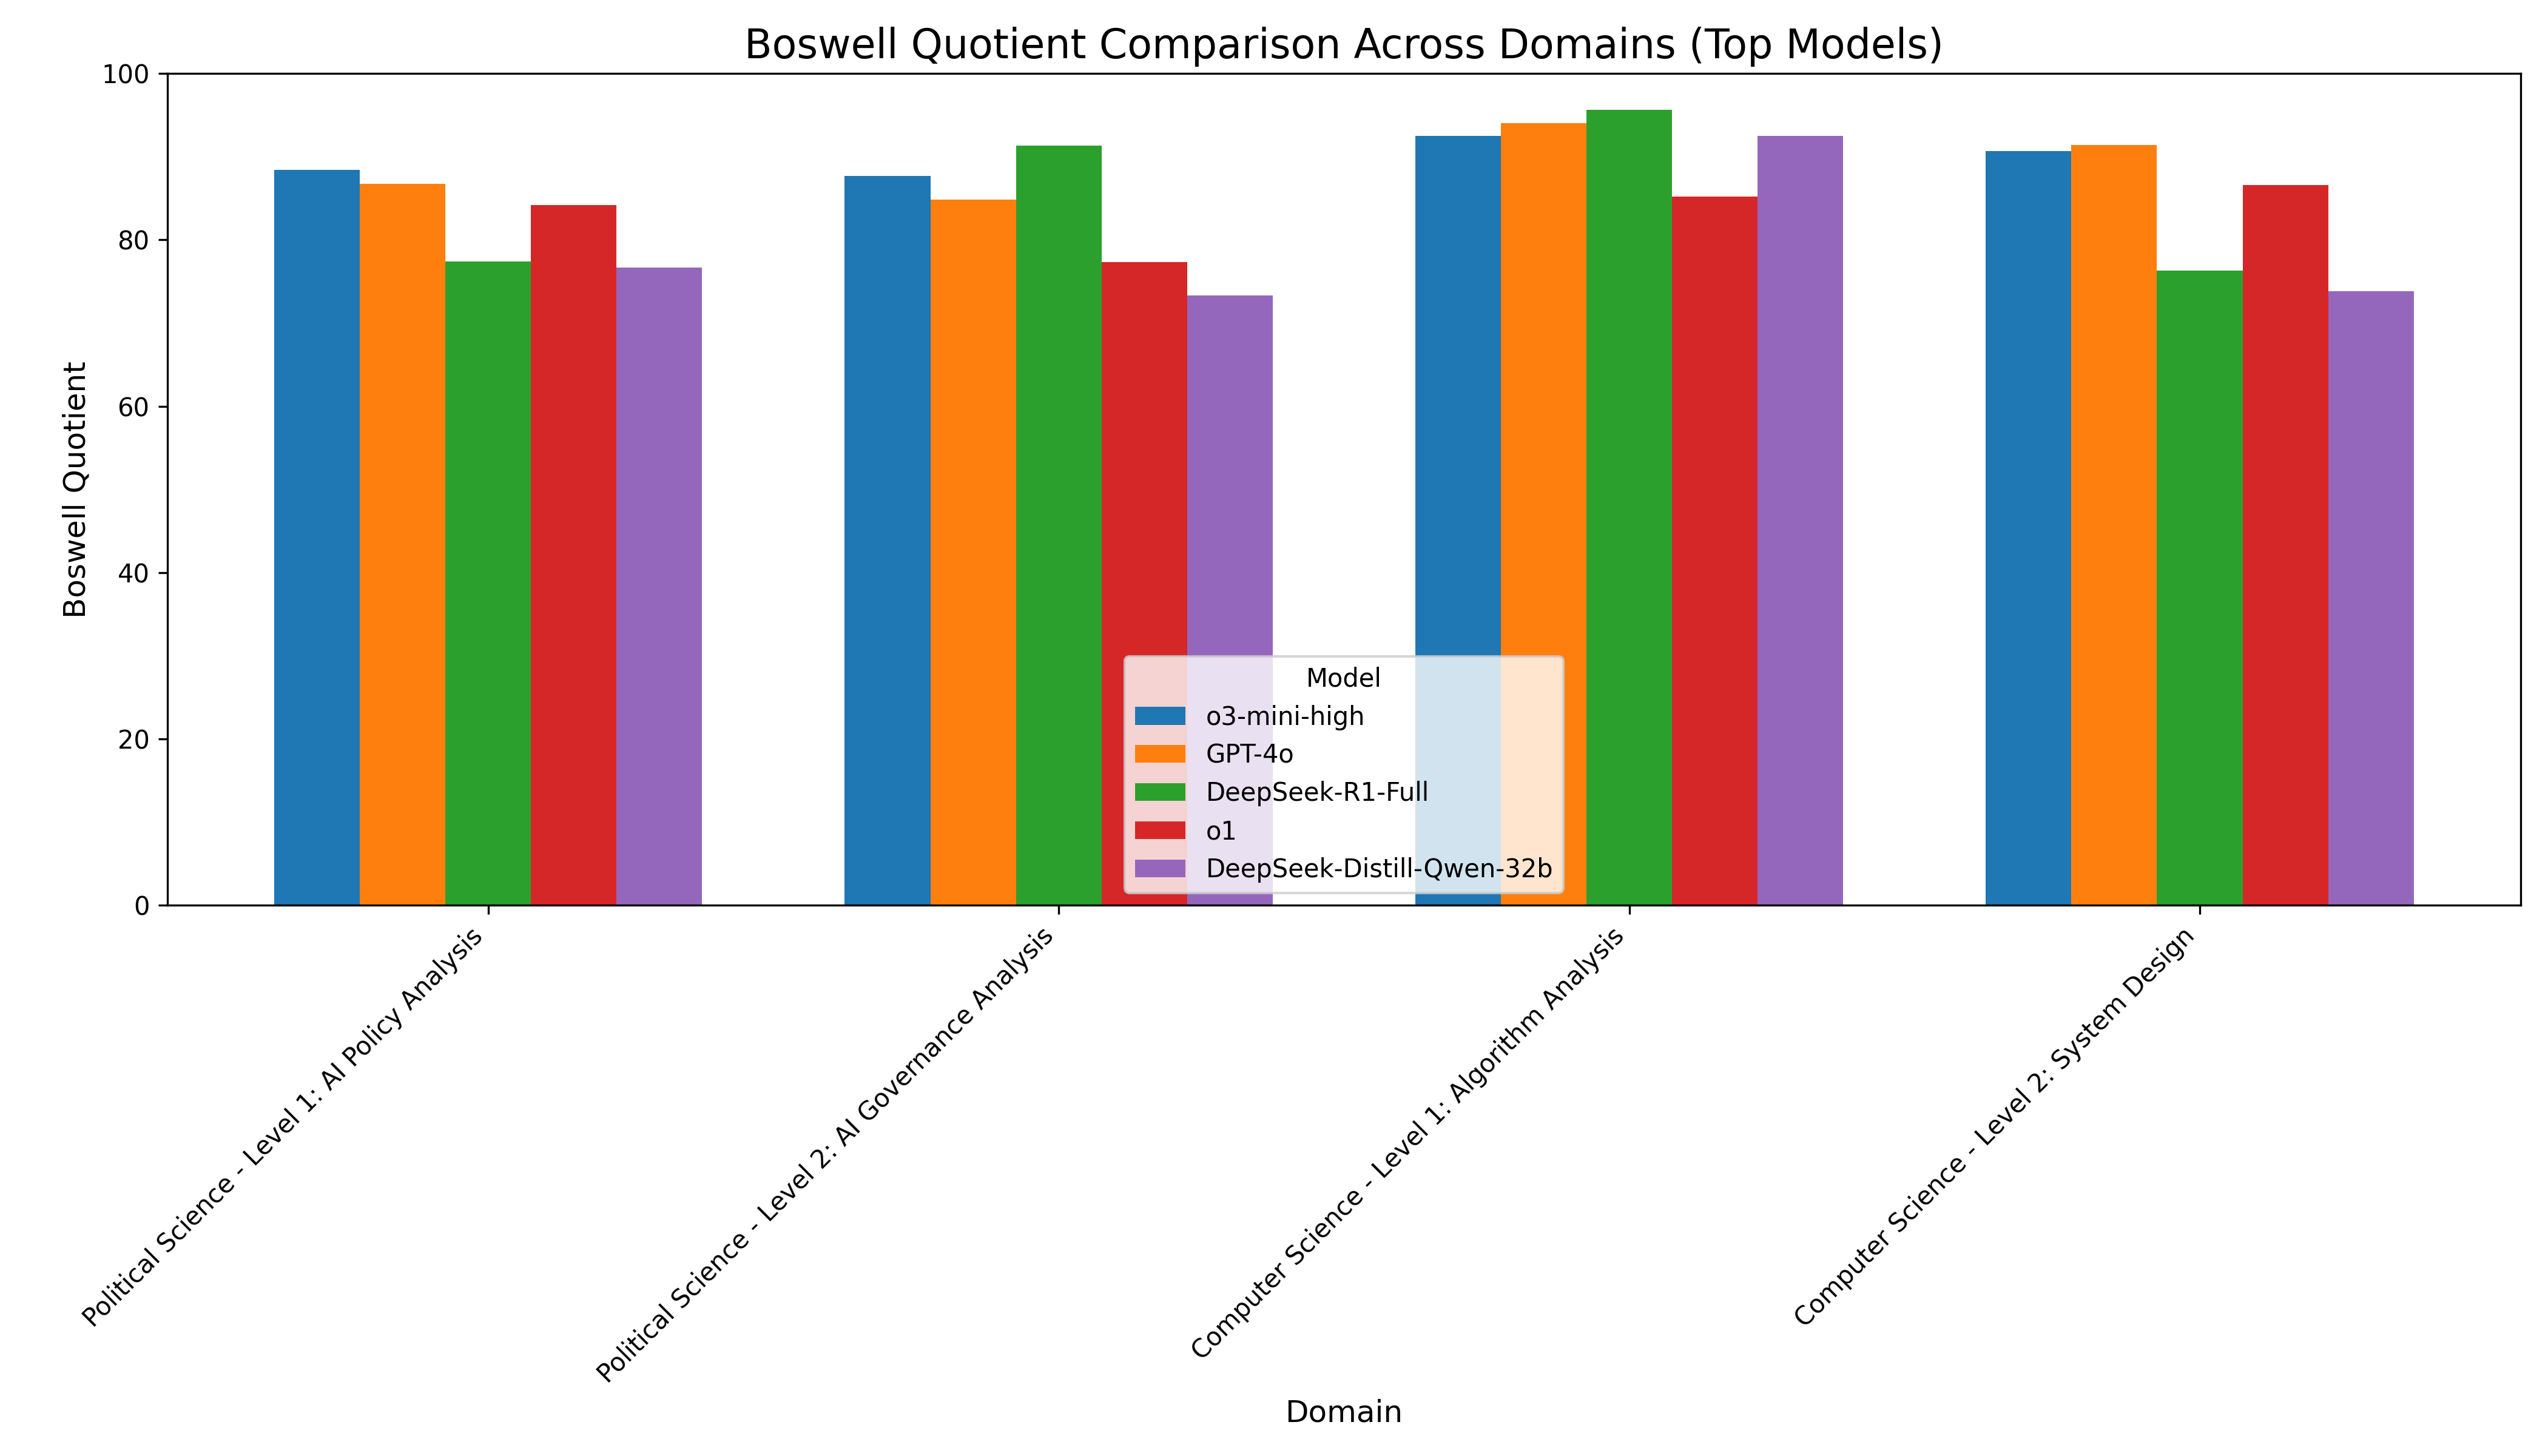 Boswell Quotient Comparison Across Domains (Top Models)
100
80
60
40
20
0
Boswell Quotient
Model
o3-mini-high
GPT-4o
DeepSeek-R1-Full
o1
DeepSeek-Distill-Qwen-32b
Political Science - Level 1: AI Policy Analysis
Political Science - Level 2: AI Governance Analysis
Computer Science - Level 1: Algorithm Analysis
Computer Science - Level 2: System Design
Domain